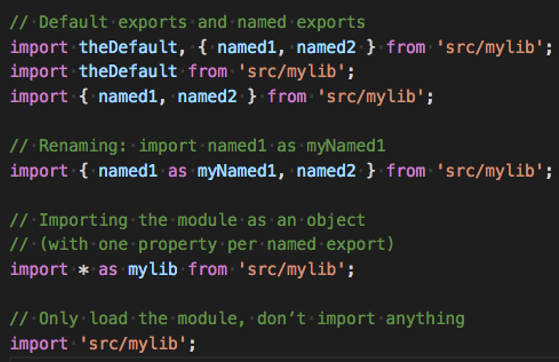 // Default exports and named exports
import theDefault, { named1, named2 } from 'src/mylib';
import theDefault from 'src/mylib';
import { named1, named2 } from 'src/mylib';
// Renaming: import named1 as myNamed1
import { named1 as myNamed1, named2 } from 'src/mylib';
// Importing the module as an object
// (with one property per named export)
import * as mylib from 'src/mylib';
// Only load the module, don’t import anything
import 'src/mylib';